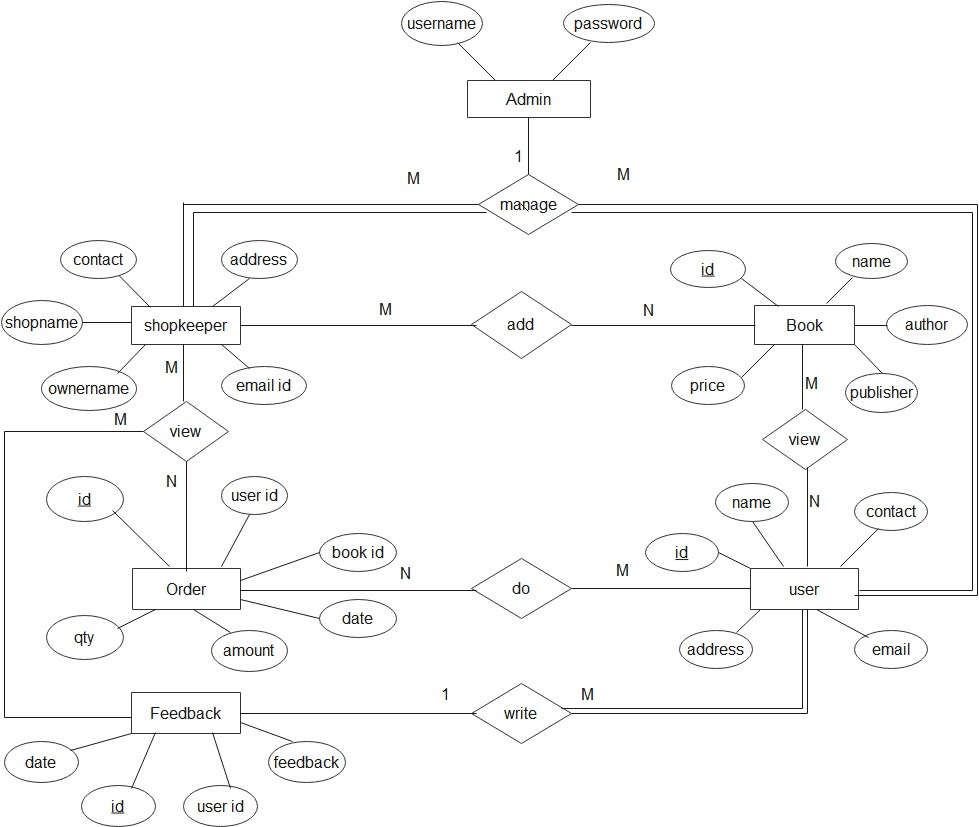 username
password
Admin
1
M
M
manage
contact
address
id
name
shopname
shopkeeper
M
add
N
Book
author
ownername
M
email id
price
M
publisher
M
view
view
id
N
user id
name
N
contact
book id
id
Order
N
do
M
user
qty
amount
date
address
email
Feedback
1
write
M
date
feedback
id
user id